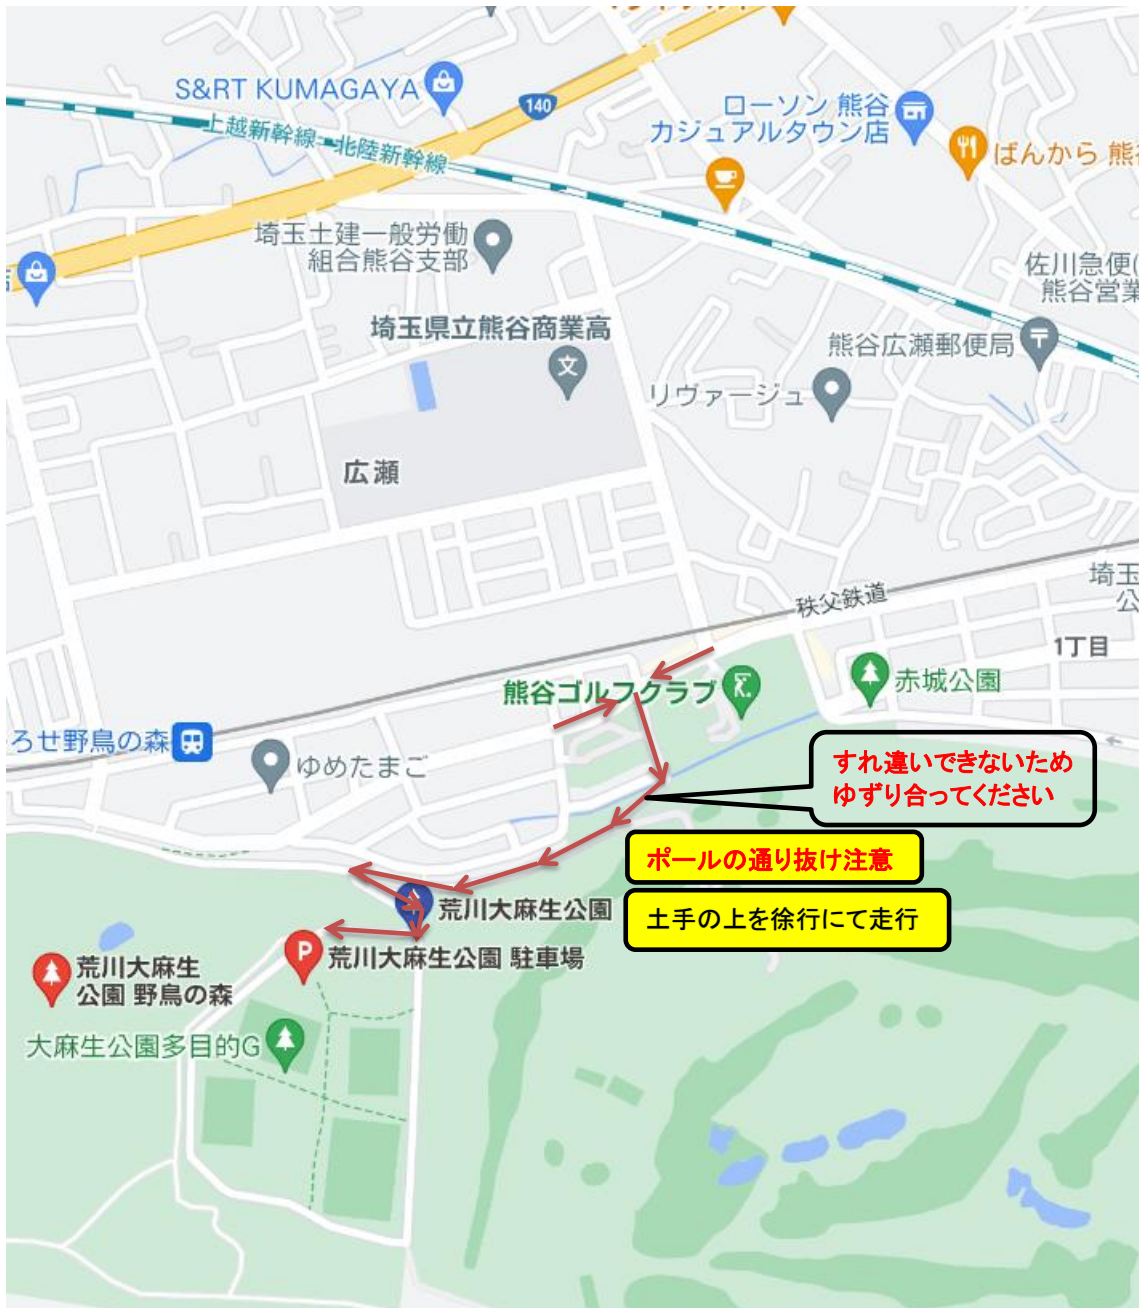 S&RT KUMAGAYA
140
上越新幹線・北陸新幹線
ローソン 熊谷
カジュアルタウン店
ばんから 熊
埼玉土建一般労働
組合熊谷支部
佐川急便(
熊谷営業
店
埼玉県立熊谷商業高
文
熊谷広瀬郵便局
〒
リヴァージュ
広瀬
埼玉
公
秩父鉄道
1丁目
熊谷ゴルフクラブ
赤城公園
ろせ野鳥の森
ゆめたまご
すれ違いできないため
ゆずり合ってください
ポールの通り抜け注意
土手の上を徐行にて走行
荒川大麻生公園
P
荒川大麻生公園 駐車場
荒川大麻生
公園 野鳥の森
大麻生公園多目的G